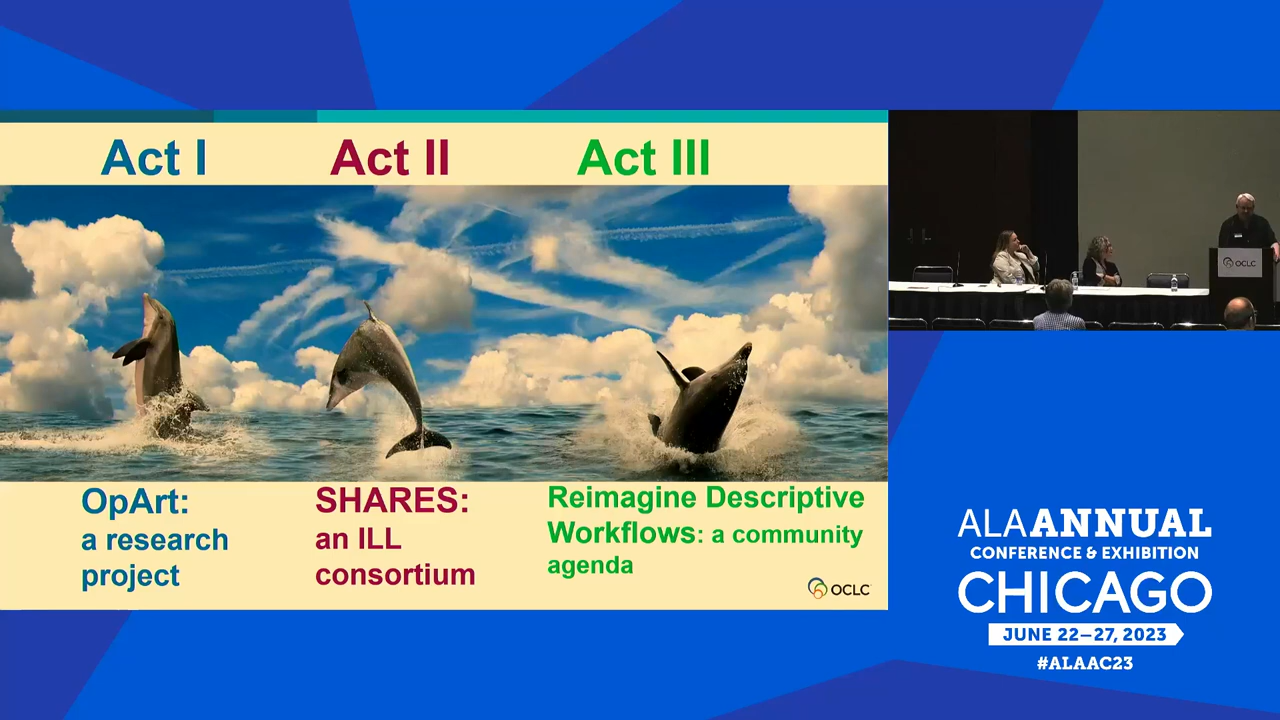 Act I
Act II
Act III
OpArt:
a research
project
SHARES:
an ILL
consortium
Reimagine Descriptive
Workflows: a community
agenda
OCLC
OCLC
ALA ANNUAL
CONFERENCE & EXHIBITION
CHICAGO
JUNE 22–27, 2023
#ALAAC23